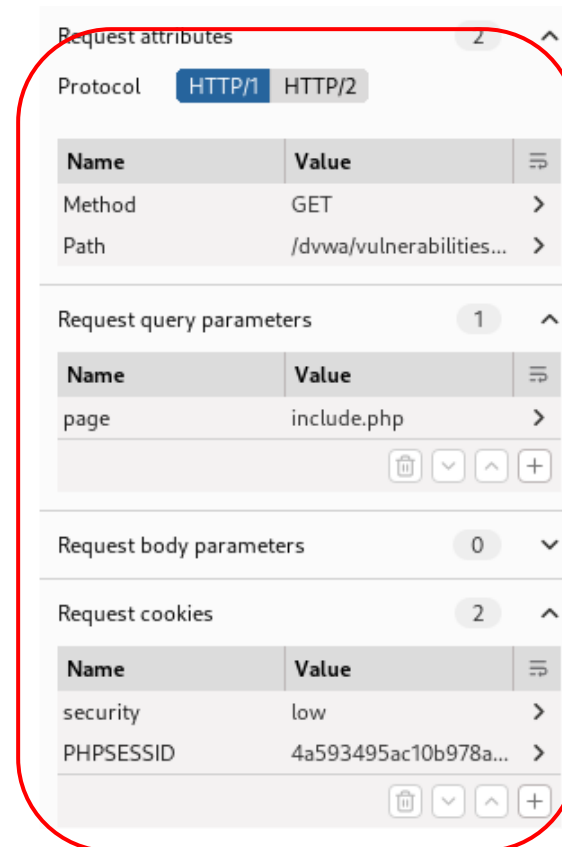 Request attributes 2
Protocol HTTP/1 HTTP/2
Name Value
Method GET
Path /dvwa/vulnerabilities...
Request query parameters 1
Name Value
page include.php
Request body parameters 0
Request cookies 2
Name Value
security low
PHPSESSID 4a593495ac10b978a...